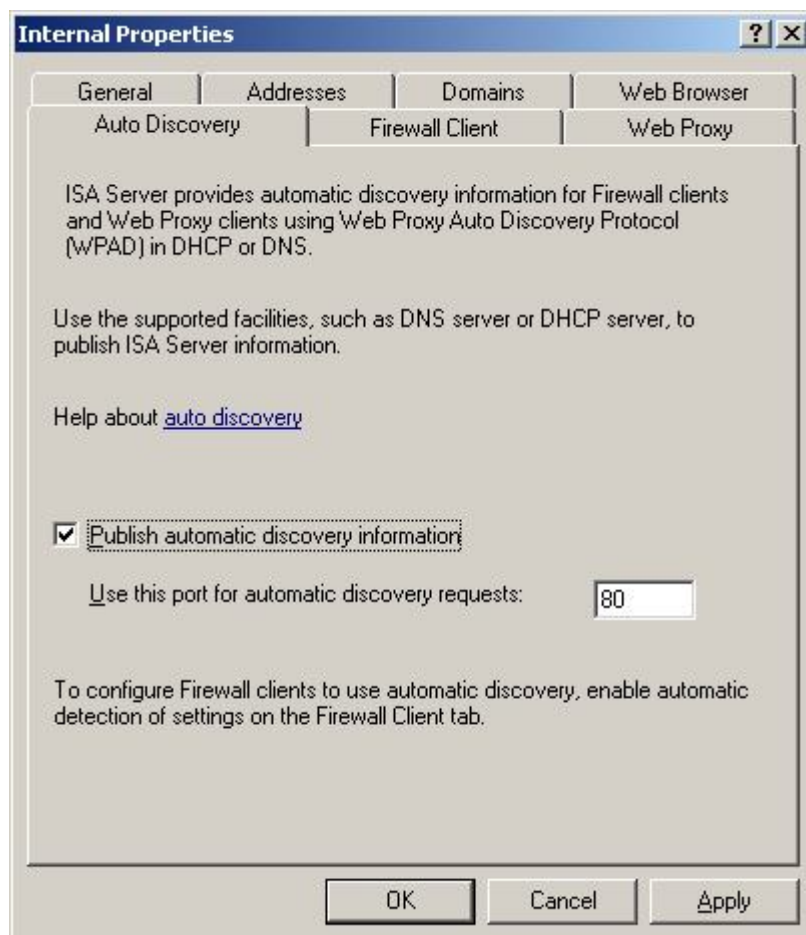 Internal Properties
General Addresses Domains Web Browser
Auto Discovery Firewall Client Web Proxy
ISA Server provides automatic discovery information for Firewall clients
and Web Proxy clients using Web Proxy Auto Discovery Protocol
(WPAD) in DHCP or DNS.
Use the supported facilities, such as DNS server or DHCP server, to
publish ISA Server information.
Help about auto discovery
Publish automatic discovery information
Use this port for automatic discovery requests: 80
To configure Firewall clients to use automatic discovery, enable automatic
detection of settings on the Firewall Client tab.
OK Cancel Apply